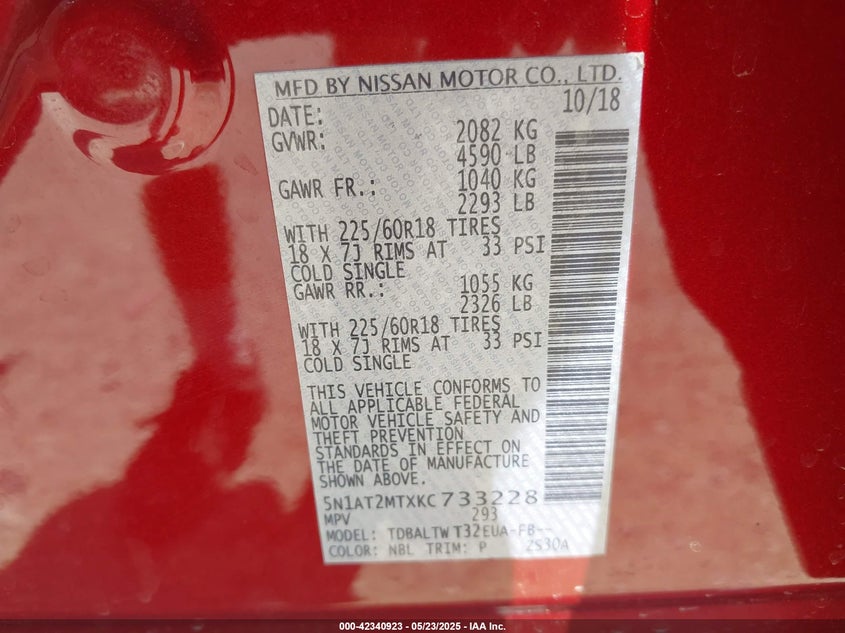 MFD BY NISSAN MOTOR CO., LTD.
DATE: 10/18
GVWR: 2082 KG
4590 LB
GAWR FR.: 1040 KG
2293 LB
WITH 225/60R18 TIRES
18 X 7J RIMS AT 33 PSI
COLD SINGLE
GAWR RR.: 1055 KG
2326 LB
WITH 225/60R18 TIRES
18 X 7J RIMS AT 33 PSI
COLD SINGLE
THIS VEHICLE CONFORMS TO
ALL APPLICABLE FEDERAL
MOTOR VEHICLE SAFETY AND
THEFT PREVENTION
STANDARDS IN EFFECT ON
THE DATE OF MANUFACTURE
SHOWN ABOVE.
5N1AT2MTXKC733228
MPV 293
MODEL: TDBALTW T32EUA-FB--
COLOR: NBL TRIM: P 2S30A
000-42340923 - 05/23/2025 - IAA Inc.